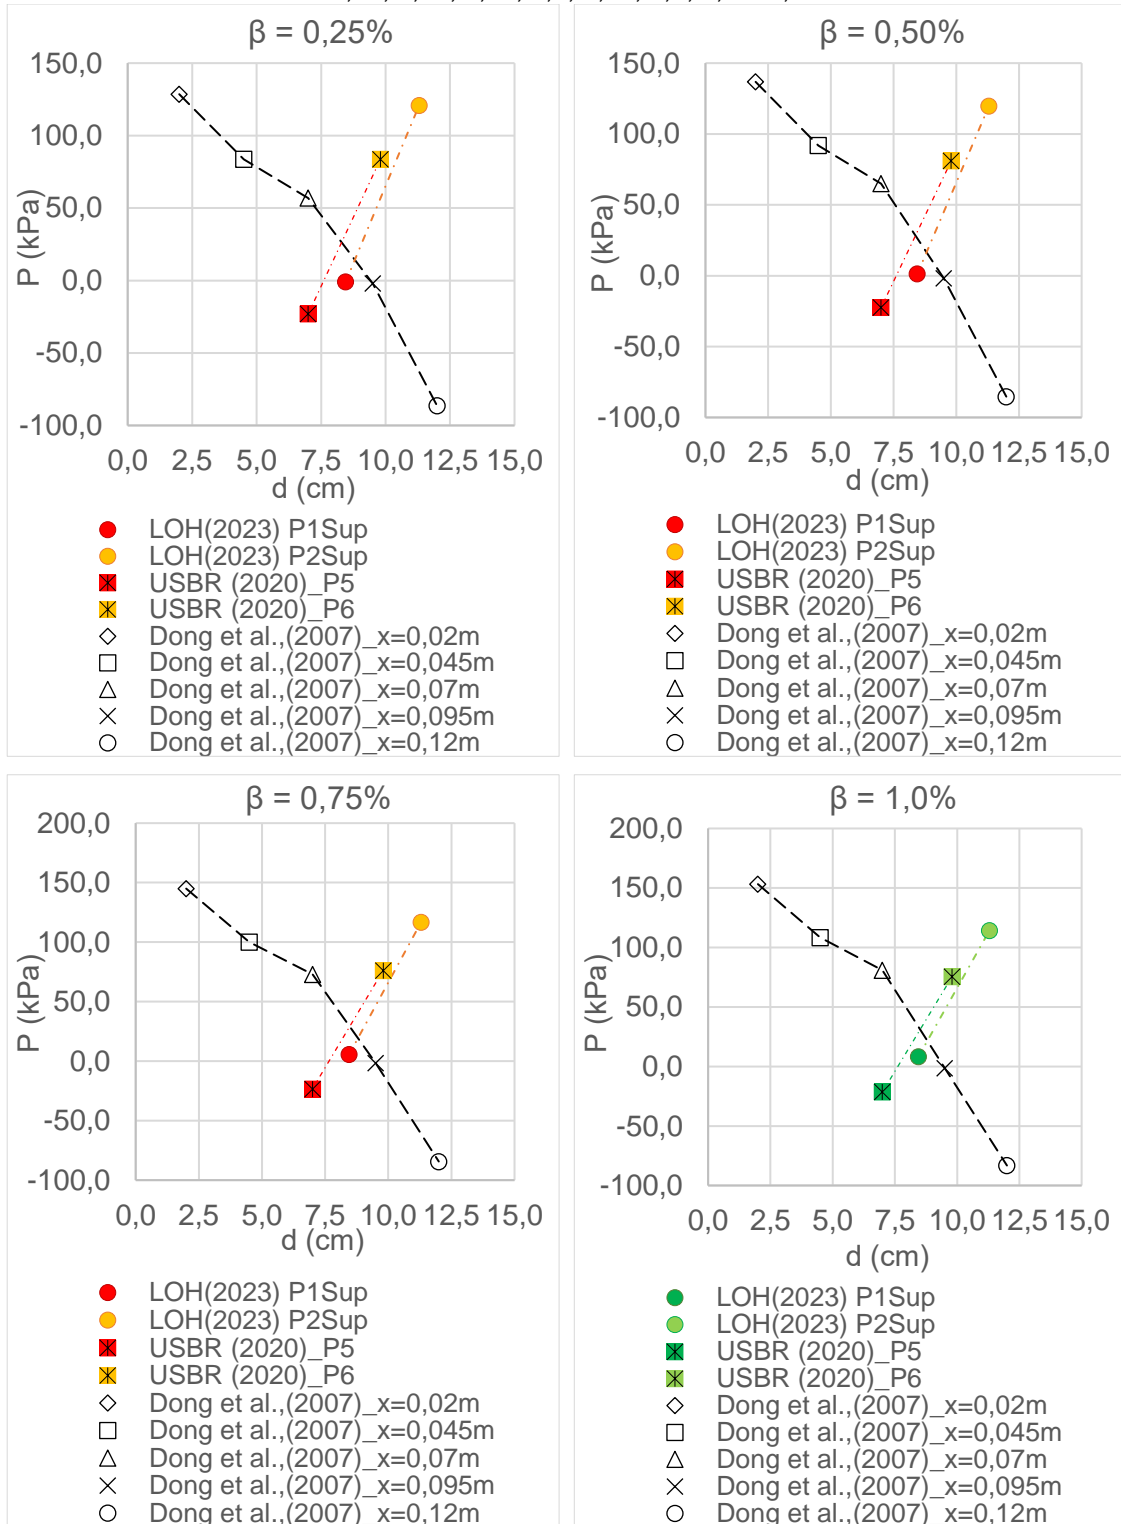 β = 0,25%
150,0
100,0
50,0
0,0
-50,0
-100,0
P (kPa)
0,0 2,5 5,0 7,5 10,0 12,5 15,0
d (cm)
LOH(2023) P1Sup
LOH(2023) P2Sup
USBR (2020)_P5
USBR (2020)_P6
Dong et al.,(2007)_x=0,02m
Dong et al.,(2007)_x=0,045m
Dong et al.,(2007)_x=0,07m
Dong et al.,(2007)_x=0,095m
Dong et al.,(2007)_x=0,12m
β = 0,50%
150,0
100,0
50,0
0,0
-50,0
-100,0
P (kPa)
0,0 2,5 5,0 7,5 10,0 12,5 15,0
d (cm)
LOH(2023) P1Sup
LOH(2023) P2Sup
USBR (2020)_P5
USBR (2020)_P6
Dong et al.,(2007)_x=0,02m
Dong et al.,(2007)_x=0,045m
Dong et al.,(2007)_x=0,07m
Dong et al.,(2007)_x=0,095m
Dong et al.,(2007)_x=0,12m
β = 0,75%
200,0
150,0
100,0
50,0
0,0
-50,0
-100,0
P (kPa)
0,0 2,5 5,0 7,5 10,0 12,5 15,0
d (cm)
LOH(2023) P1Sup
LOH(2023) P2Sup
USBR (2020)_P5
USBR (2020)_P6
Dong et al.,(2007)_x=0,02m
Dong et al.,(2007)_x=0,045m
Dong et al.,(2007)_x=0,07m
Dong et al.,(2007)_x=0,095m
Dong et al.,(2007)_x=0,12m
β = 1,0%
200,0
150,0
100,0
50,0
0,0
-50,0
-100,0
P (kPa)
0,0 2,5 5,0 7,5 10,0 12,5 15,0
d (cm)
LOH(2023) P1Sup
LOH(2023) P2Sup
USBR (2020)_P5
USBR (2020)_P6
Dong et al.,(2007)_x=0,02m
Dong et al.,(2007)_x=0,045m
Dong et al.,(2007)_x=0,07m
Dong et al.,(2007)_x=0,095m
Dong et al.,(2007)_x=0,12m